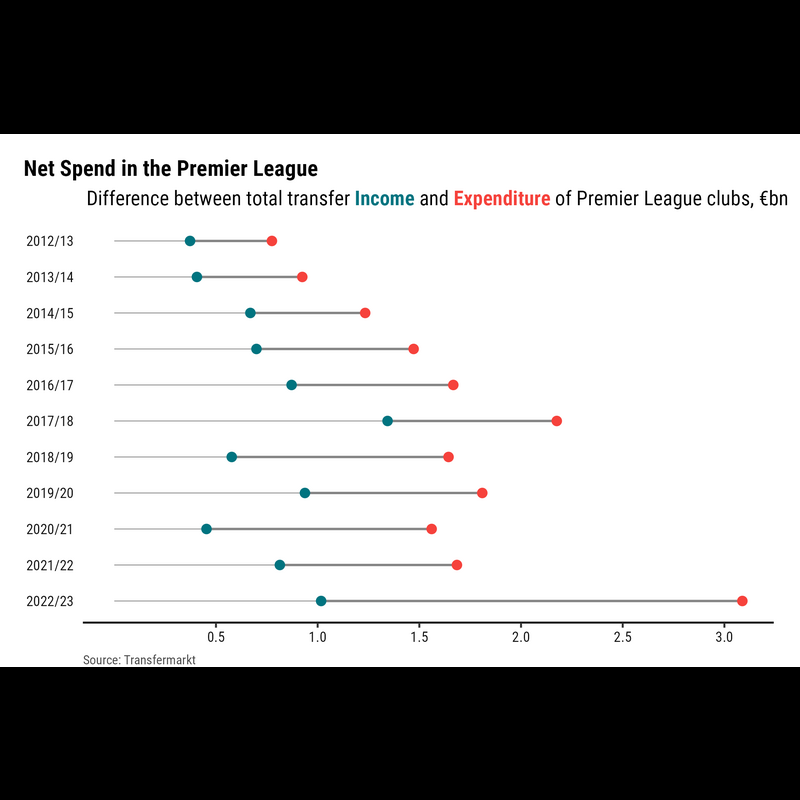 Net Spend in the Premier League
Difference between total transfer Income and Expenditure of Premier League clubs, €bn
2012/13
2013/14
2014/15
2015/16
2016/17
2017/18
2018/19
2019/20
2020/21
2021/22
2022/23
0.5 1.0 1.5 2.0 2.5 3.0
Source: Transfermarkt